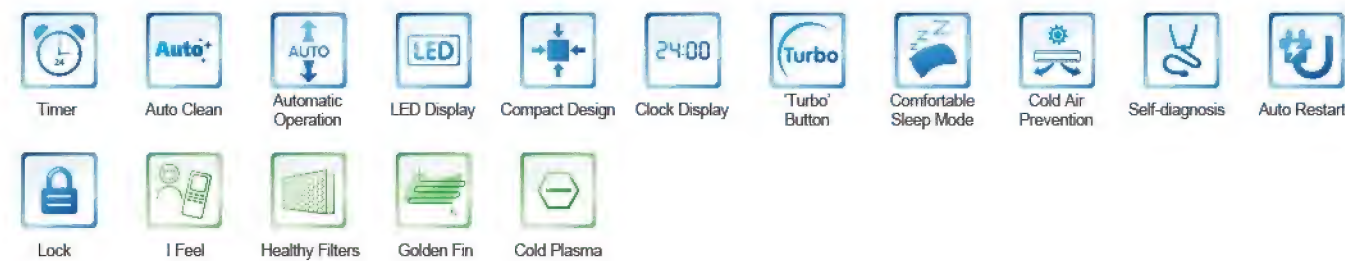 24
Auto
AUTO
LED
24:00
Turbo
z z z
Timer
Auto Clean
Automatic
Operation
LED Display
Compact Design
Clock Display
'Turbo'
Button
Comfortable
Sleep Mode
Cold Air
Prevention
Self-diagnosis
Auto Restart
Lock
I Feel
Healthy Filters
Golden Fin
Cold Plasma